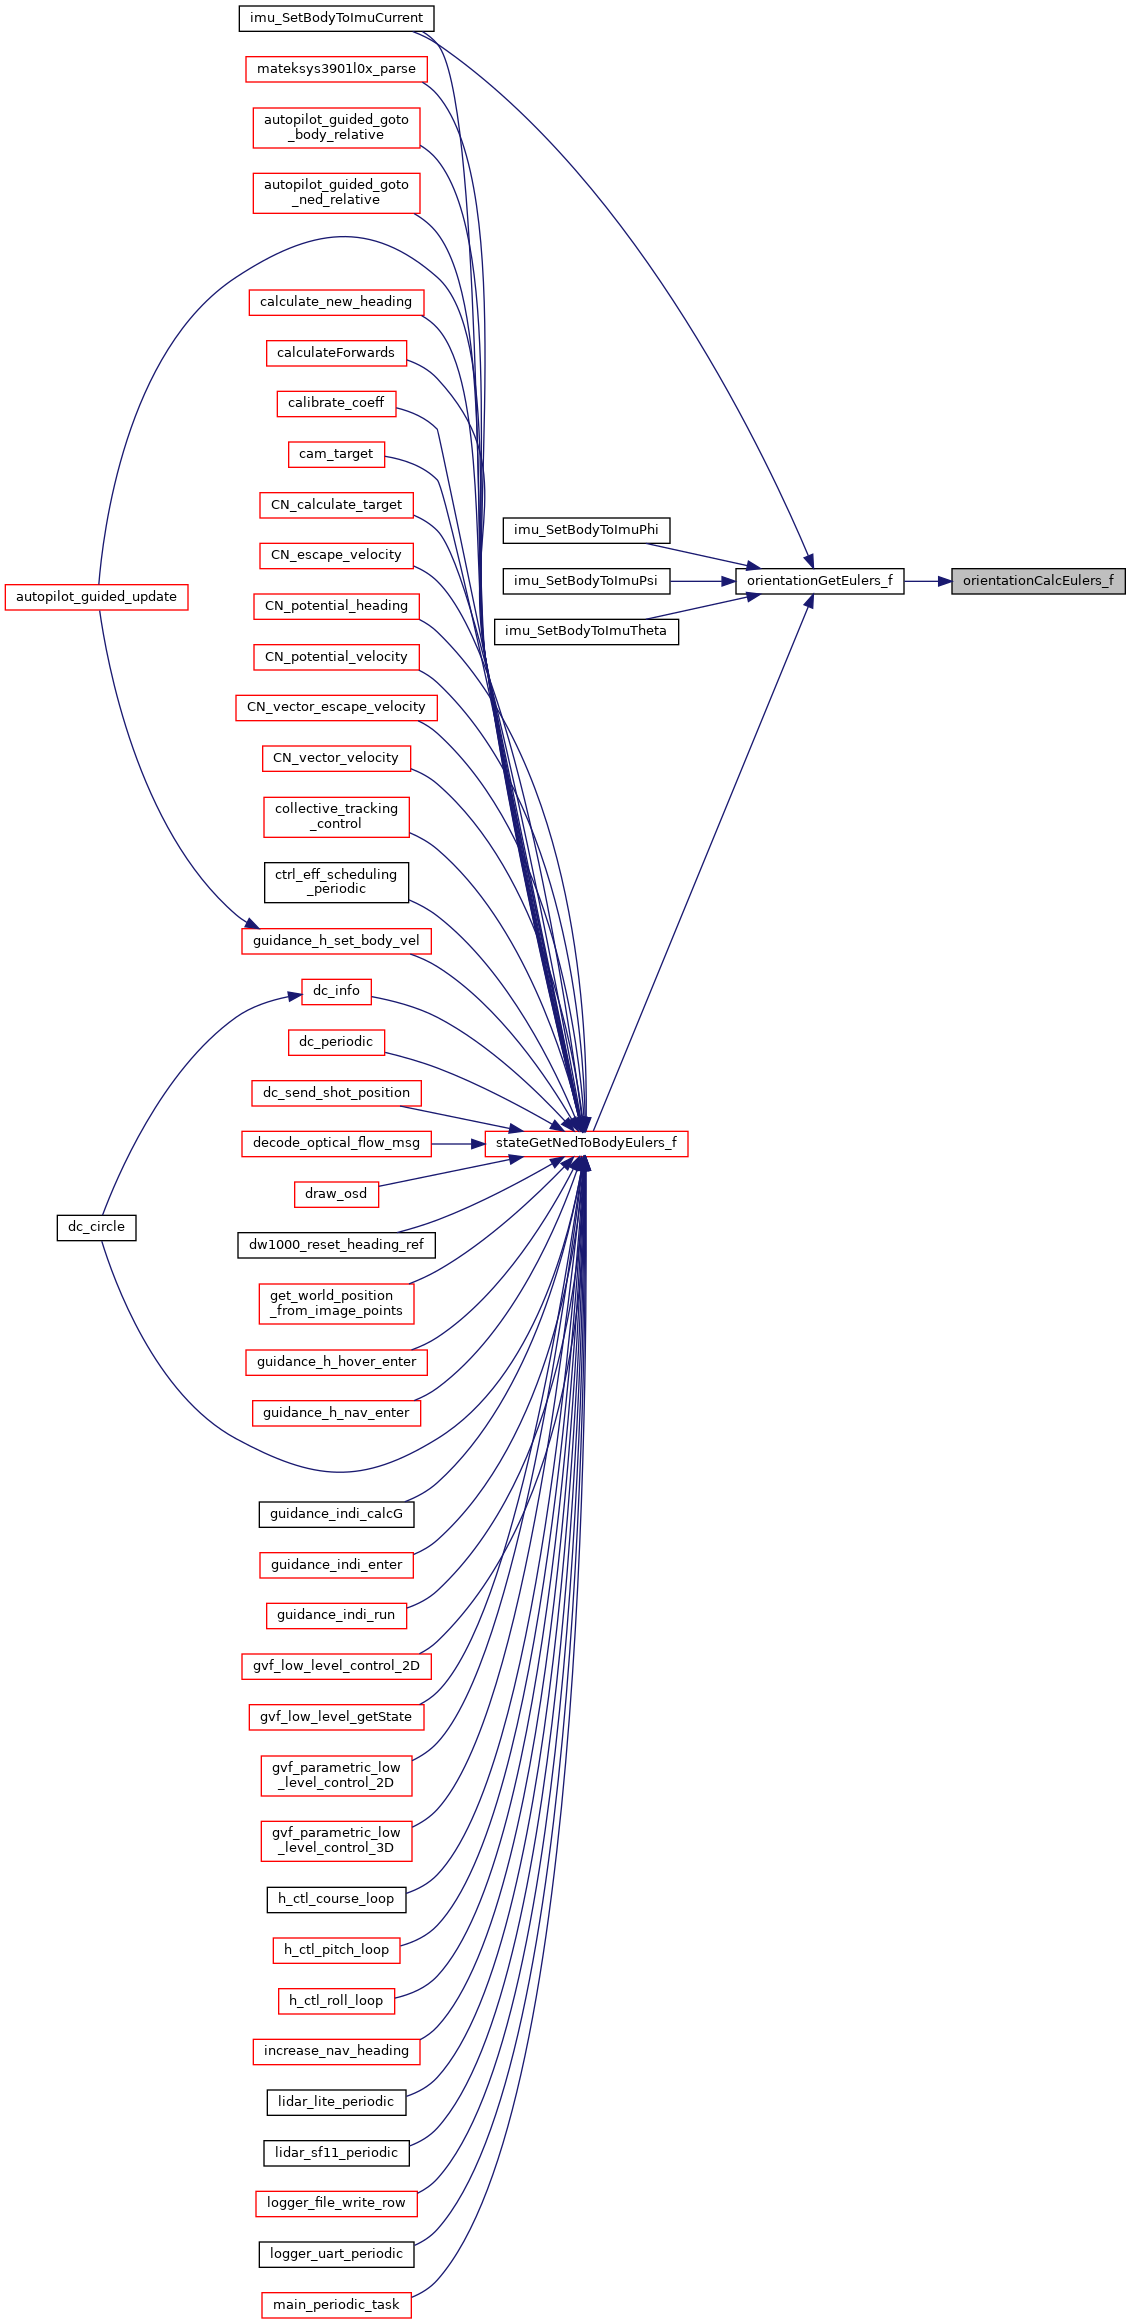 imu_SetBodyToImuCurrent
mateksys3901l0x_parse
autopilot_guided_goto
_body_relative
autopilot_guided_goto
_ned_relative
calculate_new_heading
calculateForwards
calibrate_coeff
cam_target
CN_calculate_target
CN_escape_velocity
CN_potential_heading
CN_potential_velocity
CN_vector_escape_velocity
CN_vector_velocity
collective_tracking
_control
ctrl_eff_scheduling
_periodic
guidance_h_set_body_vel
dc_info
dc_periodic
dc_send_shot_position
decode_optical_flow_msg
draw_osd
dw1000_reset_heading_ref
get_world_position
_from_image_points
guidance_h_hover_enter
guidance_h_nav_enter
guidance_indi_calcG
guidance_indi_enter
guidance_indi_run
gvf_low_level_control_2D
gvf_low_level_getState
gvf_parametric_low
_level_control_2D
gvf_parametric_low
_level_control_3D
h_ctl_course_loop
h_ctl_pitch_loop
h_ctl_roll_loop
increase_nav_heading
lidar_lite_periodic
lidar_sf11_periodic
logger_file_write_row
logger_uart_periodic
main_periodic_task
autopilot_guided_update
dc_circle
imu_SetBodyToImuPhi
imu_SetBodyToImuPsi
imu_SetBodyToImuTheta
stateGetNedToBodyEulers_f
orientationGetEulers_f
orientationCalcEulers_f